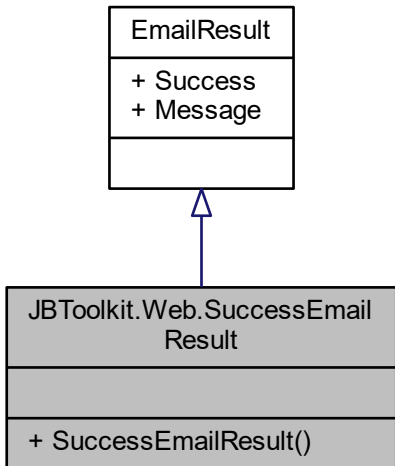 EmailResult
+ Success
+ Message
JBToolkit.Web.SuccessEmail
Result
+ SuccessEmailResult()